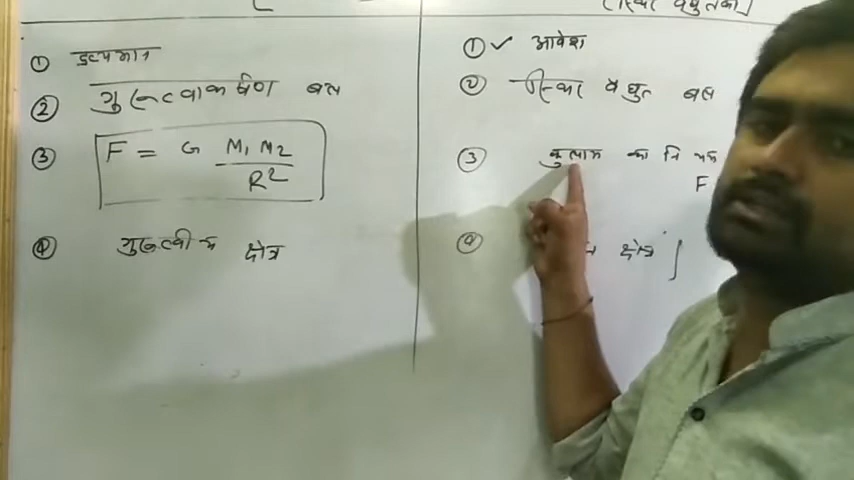 (स्थिर वैद्युतकी)
① द्रव्यमान
② गुरुत्वाकर्षण बल
③ F = G M₁ M₂ / R²
④ गुरुत्वीय क्षेत्र
① ✓ आवेश
② स्थिर वैद्युत बल
③ कुलाम का नियम
F
④ क्षेत्र